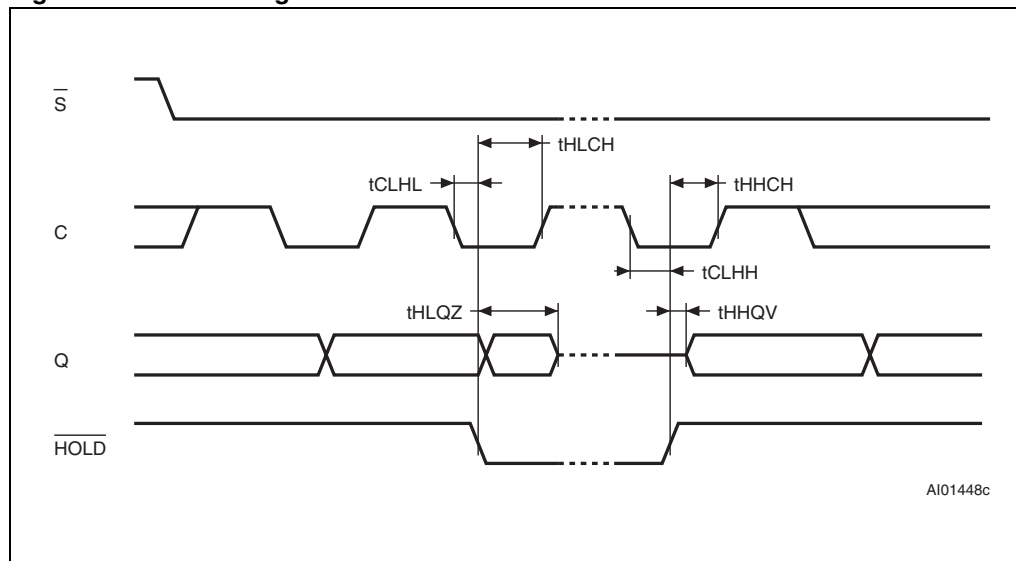 S
tHLCH
tCLHL
tHHCH
C
tCLHH
tHLQZ
tHHQV
Q
HOLD
AI01448c